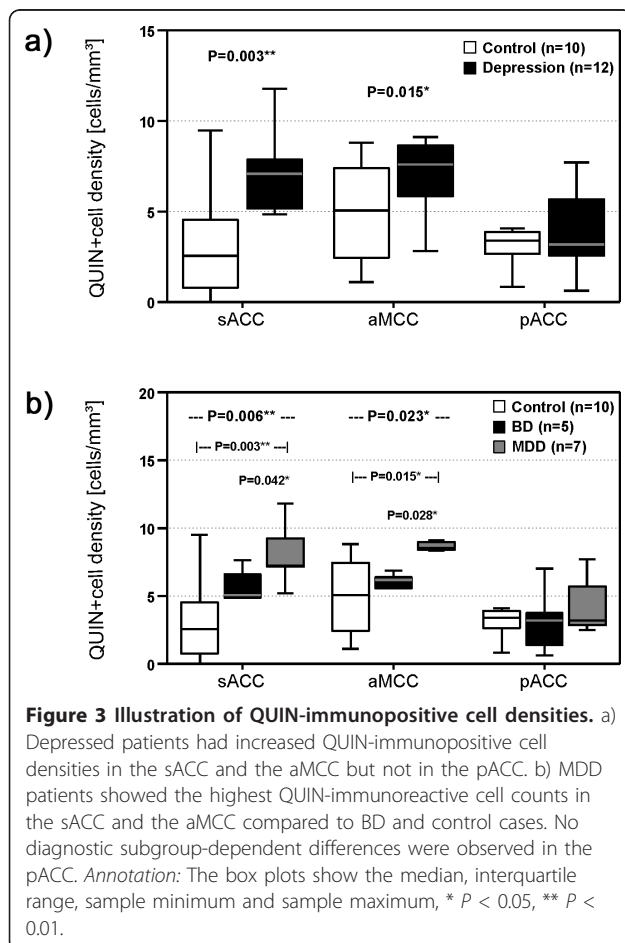 a)
QUIN+cell density [cells/mm³]
15
10
5
0
P=0.003**
P=0.015*
Control (n=10)
Depression (n=12)
sACC aMCC pACC
b)
QUIN+cell density [cells/mm³]
20
15
10
5
0
--- P=0.006** ---
--- P=0.023* ---
|--- P=0.003** ---|
|--- P=0.015* ---|
P=0.042*
P=0.028*
Control (n=10)
BD (n=5)
MDD (n=7)
sACC aMCC pACC
Figure 3 Illustration of QUIN-immunopositive cell densities. a)
Depressed patients had increased QUIN-immunopositive cell
densities in the sACC and the aMCC but not in the pACC. b) MDD
patients showed the highest QUIN-immunoreactive cell counts in
the sACC and the aMCC compared to BD and control cases. No
diagnostic subgroup-dependent differences were observed in the
pACC. Annotation: The box plots show the median, interquartile
range, sample minimum and sample maximum, * P < 0.05, ** P <
0.01.